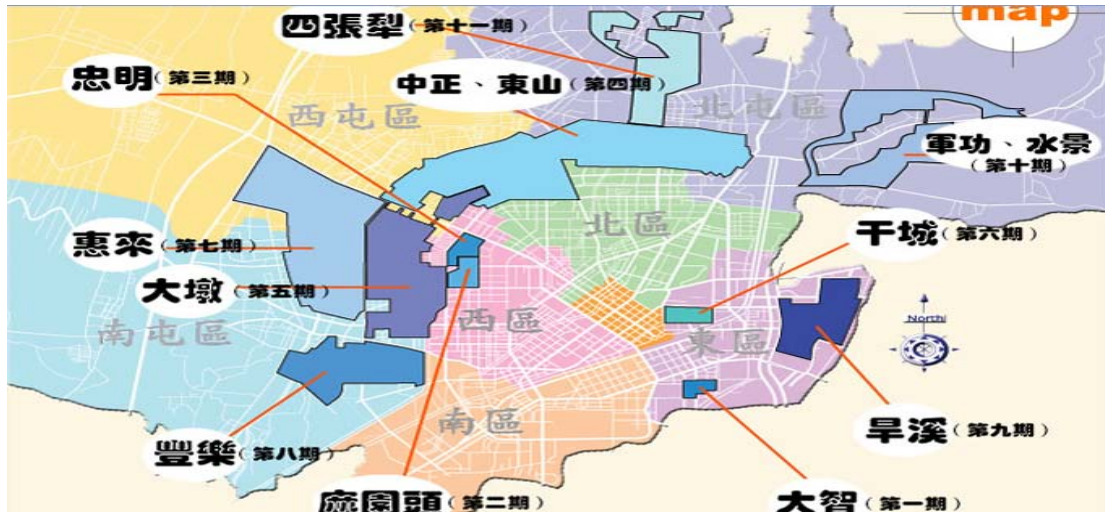 map
四張犁(第十一期)
忠明(第三期)
中正、東山(第四期)
西屯區
北屯區
軍功、水景
(第十期)
北區
惠來(第七期)
干城(第六期)
大墩(第五期)
南屯區
西區
東區
North
南區
旱溪(第九期)
豐樂(第八期)
麻園頭(第二期)
大智(第一期)